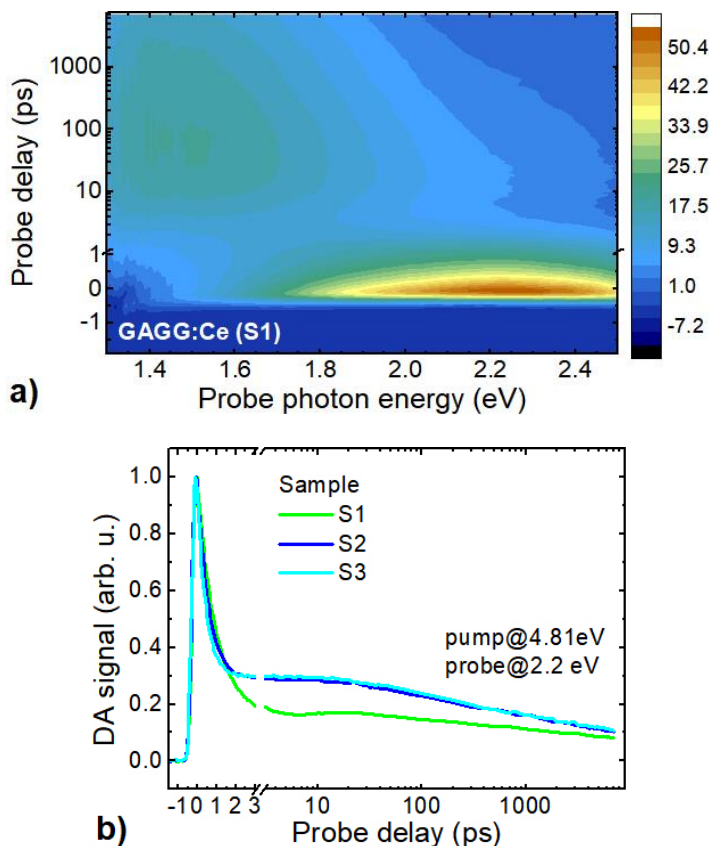 1000
100
10
1
0
-1
Probe delay (ps)
GAGG:Ce (S1)
1.4 1.6 1.8 2.0 2.2 2.4
Probe photon energy (eV)
50.4
42.2
33.9
25.7
17.5
9.3
1.0
-7.2
a)
1.0
0.8
0.6
0.4
0.2
0.0
DA signal (arb. u.)
Sample
S1
S2
S3
pump@4.81eV
probe@2.2 eV
-1 0 1 2 3 10 100 1000
Probe delay (ps)
b)